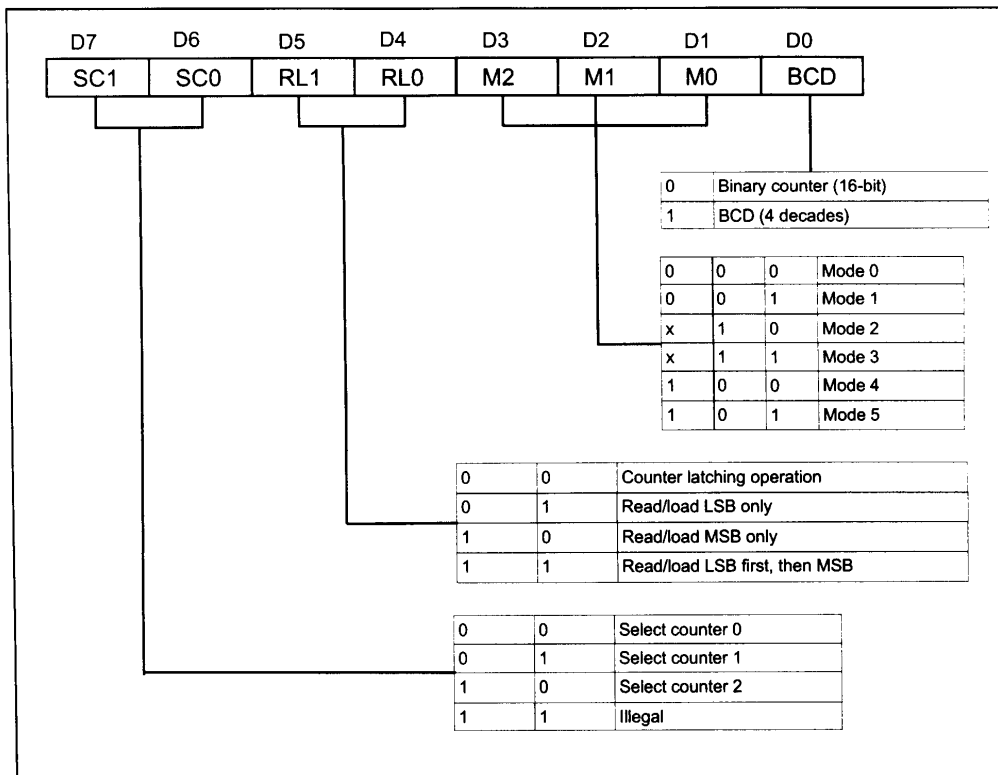 D7 D6 D5 D4 D3 D2 D1 D0
SC1 SC0 RL1 RL0 M2 M1 M0 BCD
0 Binary counter (16-bit)
1 BCD (4 decades)
0 0 0 Mode 0
0 0 1 Mode 1
x 1 0 Mode 2
x 1 1 Mode 3
1 0 0 Mode 4
1 0 1 Mode 5
0 0 Counter latching operation
0 1 Read/load LSB only
1 0 Read/load MSB only
1 1 Read/load LSB first, then MSB
0 0 Select counter 0
0 1 Select counter 1
1 0 Select counter 2
1 1 Illegal